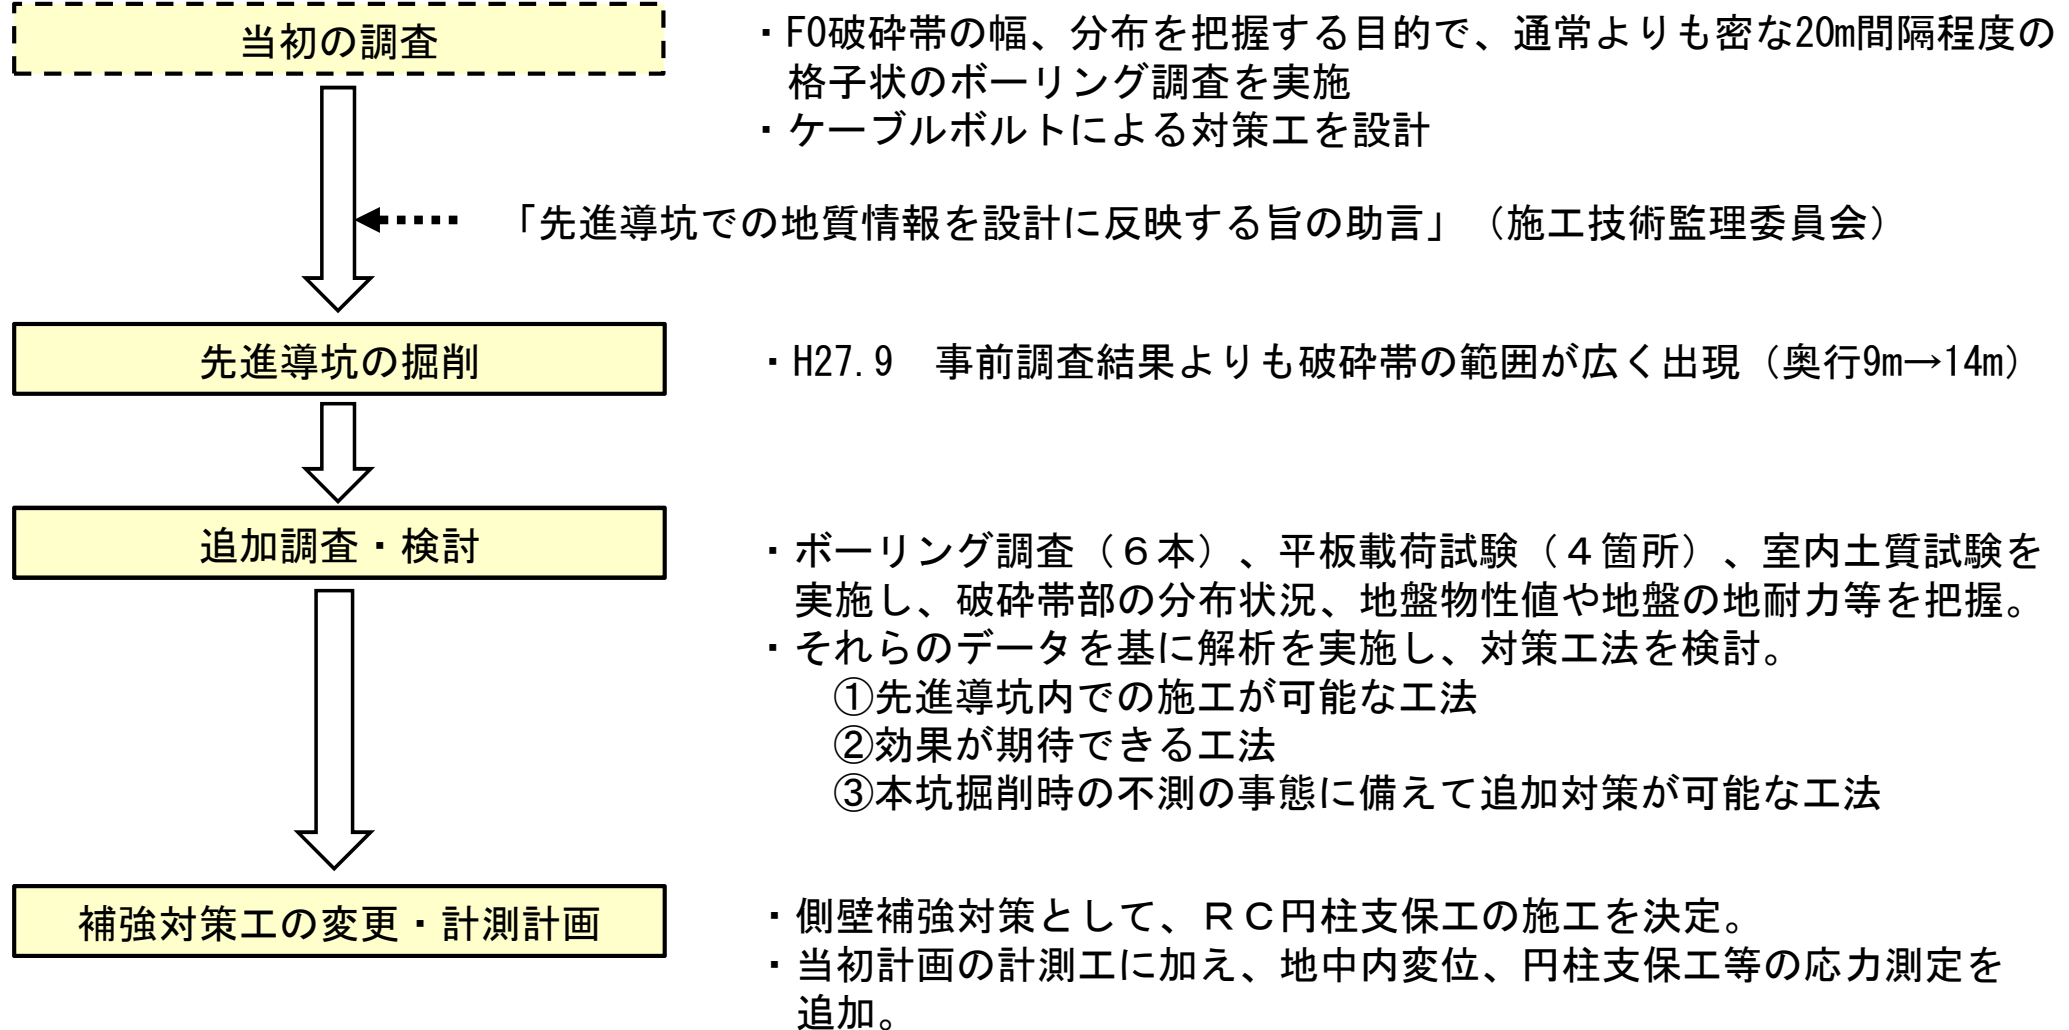 当初の調査
・F0破砕帯の幅、分布を把握する目的で、通常よりも密な20m間隔程度の
格子状のボーリング調査を実施
・ケーブルボルトによる対策工を設計
「先進導坑での地質情報を設計に反映する旨の助言」（施工技術監理委員会）
先進導坑の掘削
・H27.9　事前調査結果よりも破砕帯の範囲が広く出現（奥行9m→14m）
追加調査・検討
・ボーリング調査（６本）、平板載荷試験（４箇所）、室内土質試験を
実施し、破砕帯部の分布状況、地盤物性値や地盤の地耐力等を把握。
・それらのデータを基に解析を実施し、対策工法を検討。
①先進導坑内での施工が可能な工法
②効果が期待できる工法
③本坑掘削時の不測の事態に備えて追加対策が可能な工法
補強対策工の変更・計測計画
・側壁補強対策として、ＲＣ円柱支保工の施工を決定。
・当初計画の計測工に加え、地中内変位、円柱支保工等の応力測定を
追加。